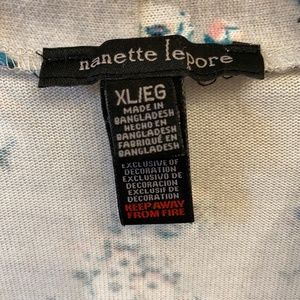 nanette lepore
XL/EG
MADE IN
BANGLADESH
HECHO EN
BANGLADESH
FABRIQUÉ EN
BANGLADESH
EXCLUSIVE OF
DECORATION
EXCLUSIVO DE
DECORACIÓN
EXCLUSIF DE
DECORATION
KEEP AWAY
FROM FIRE